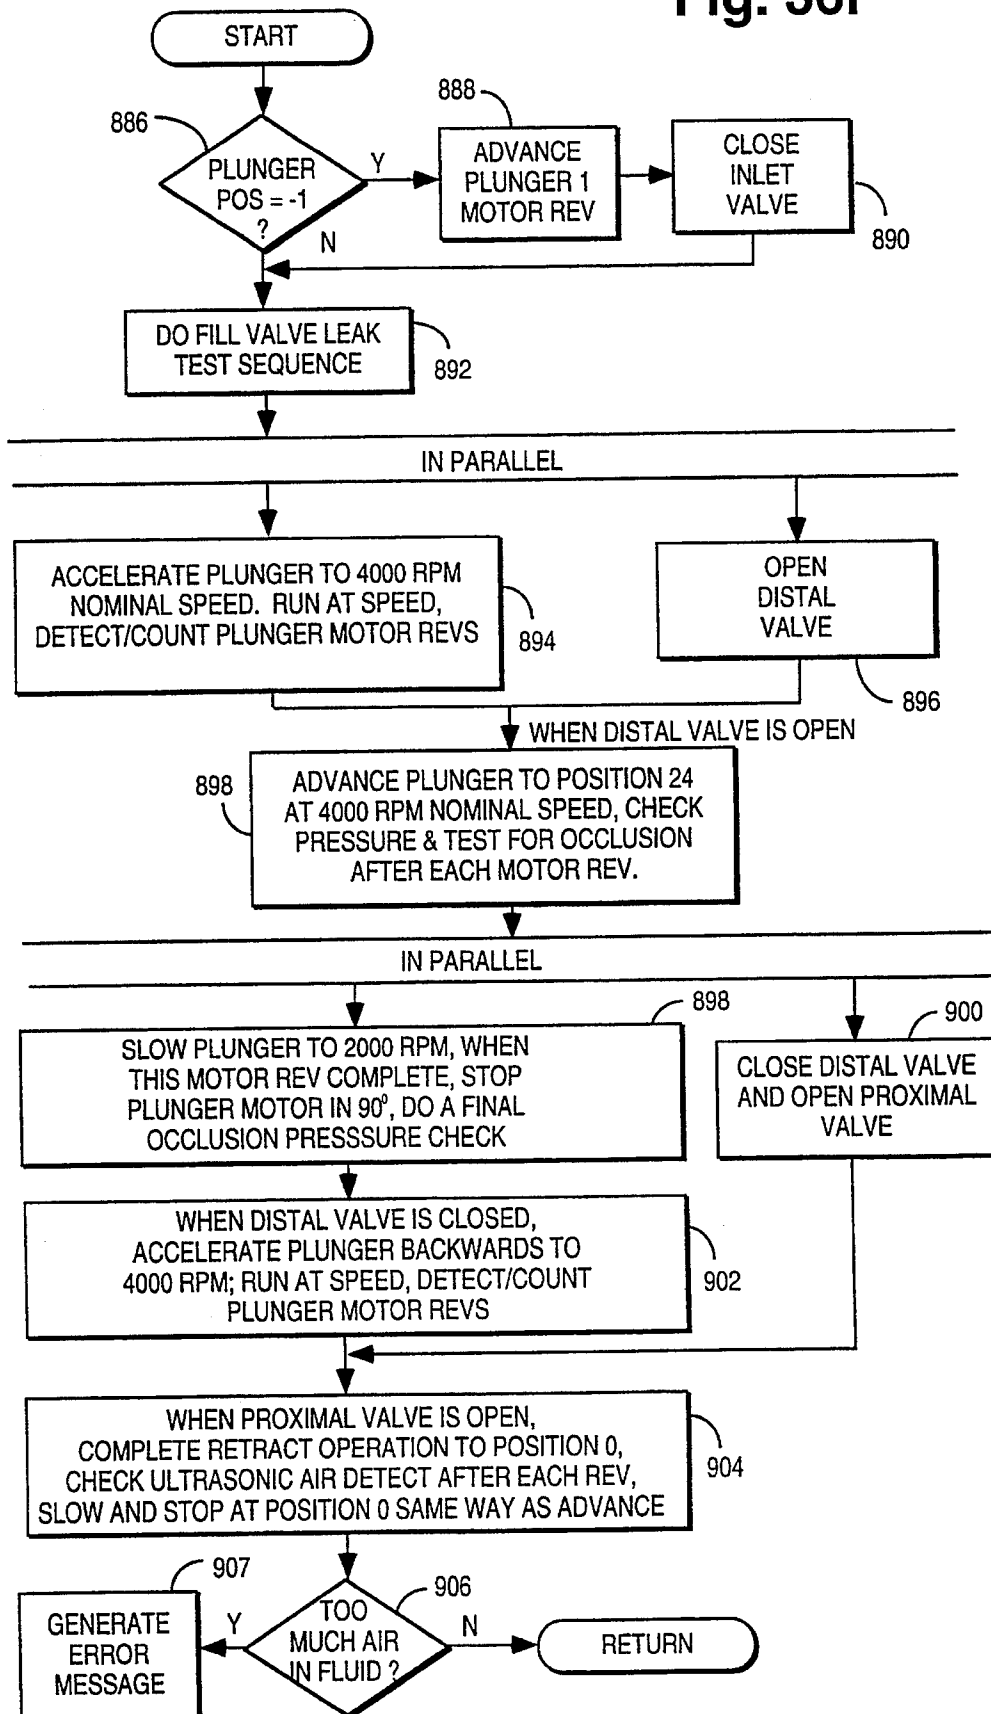 START
886
PLUNGER
POS = -1
?
Y
N
888
ADVANCE
PLUNGER 1
MOTOR REV
CLOSE
INLET
VALVE
890
DO FILL VALVE LEAK
TEST SEQUENCE
892
IN PARALLEL
ACCELERATE PLUNGER TO 4000 RPM
NOMINAL SPEED. RUN AT SPEED,
DETECT/COUNT PLUNGER MOTOR REVS
894
OPEN
DISTAL
VALVE
896
WHEN DISTAL VALVE IS OPEN
898
ADVANCE PLUNGER TO POSITION 24
AT 4000 RPM NOMINAL SPEED, CHECK
PRESSURE & TEST FOR OCCLUSION
AFTER EACH MOTOR REV.
IN PARALLEL
898
SLOW PLUNGER TO 2000 RPM, WHEN
THIS MOTOR REV COMPLETE, STOP
PLUNGER MOTOR IN 90⁰, DO A FINAL
OCCLUSION PRESSSURE CHECK
900
CLOSE DISTAL VALVE
AND OPEN PROXIMAL
VALVE
WHEN DISTAL VALVE IS CLOSED,
ACCELERATE PLUNGER BACKWARDS TO
4000 RPM; RUN AT SPEED, DETECT/COUNT
PLUNGER MOTOR REVS
902
WHEN PROXIMAL VALVE IS OPEN,
COMPLETE RETRACT OPERATION TO POSITION 0,
CHECK ULTRASONIC AIR DETECT AFTER EACH REV,
SLOW AND STOP AT POSITION 0 SAME WAY AS ADVANCE
904
907
GENERATE
ERROR
MESSAGE
Y
906
TOO
MUCH AIR
IN FLUID ?
N
RETURN